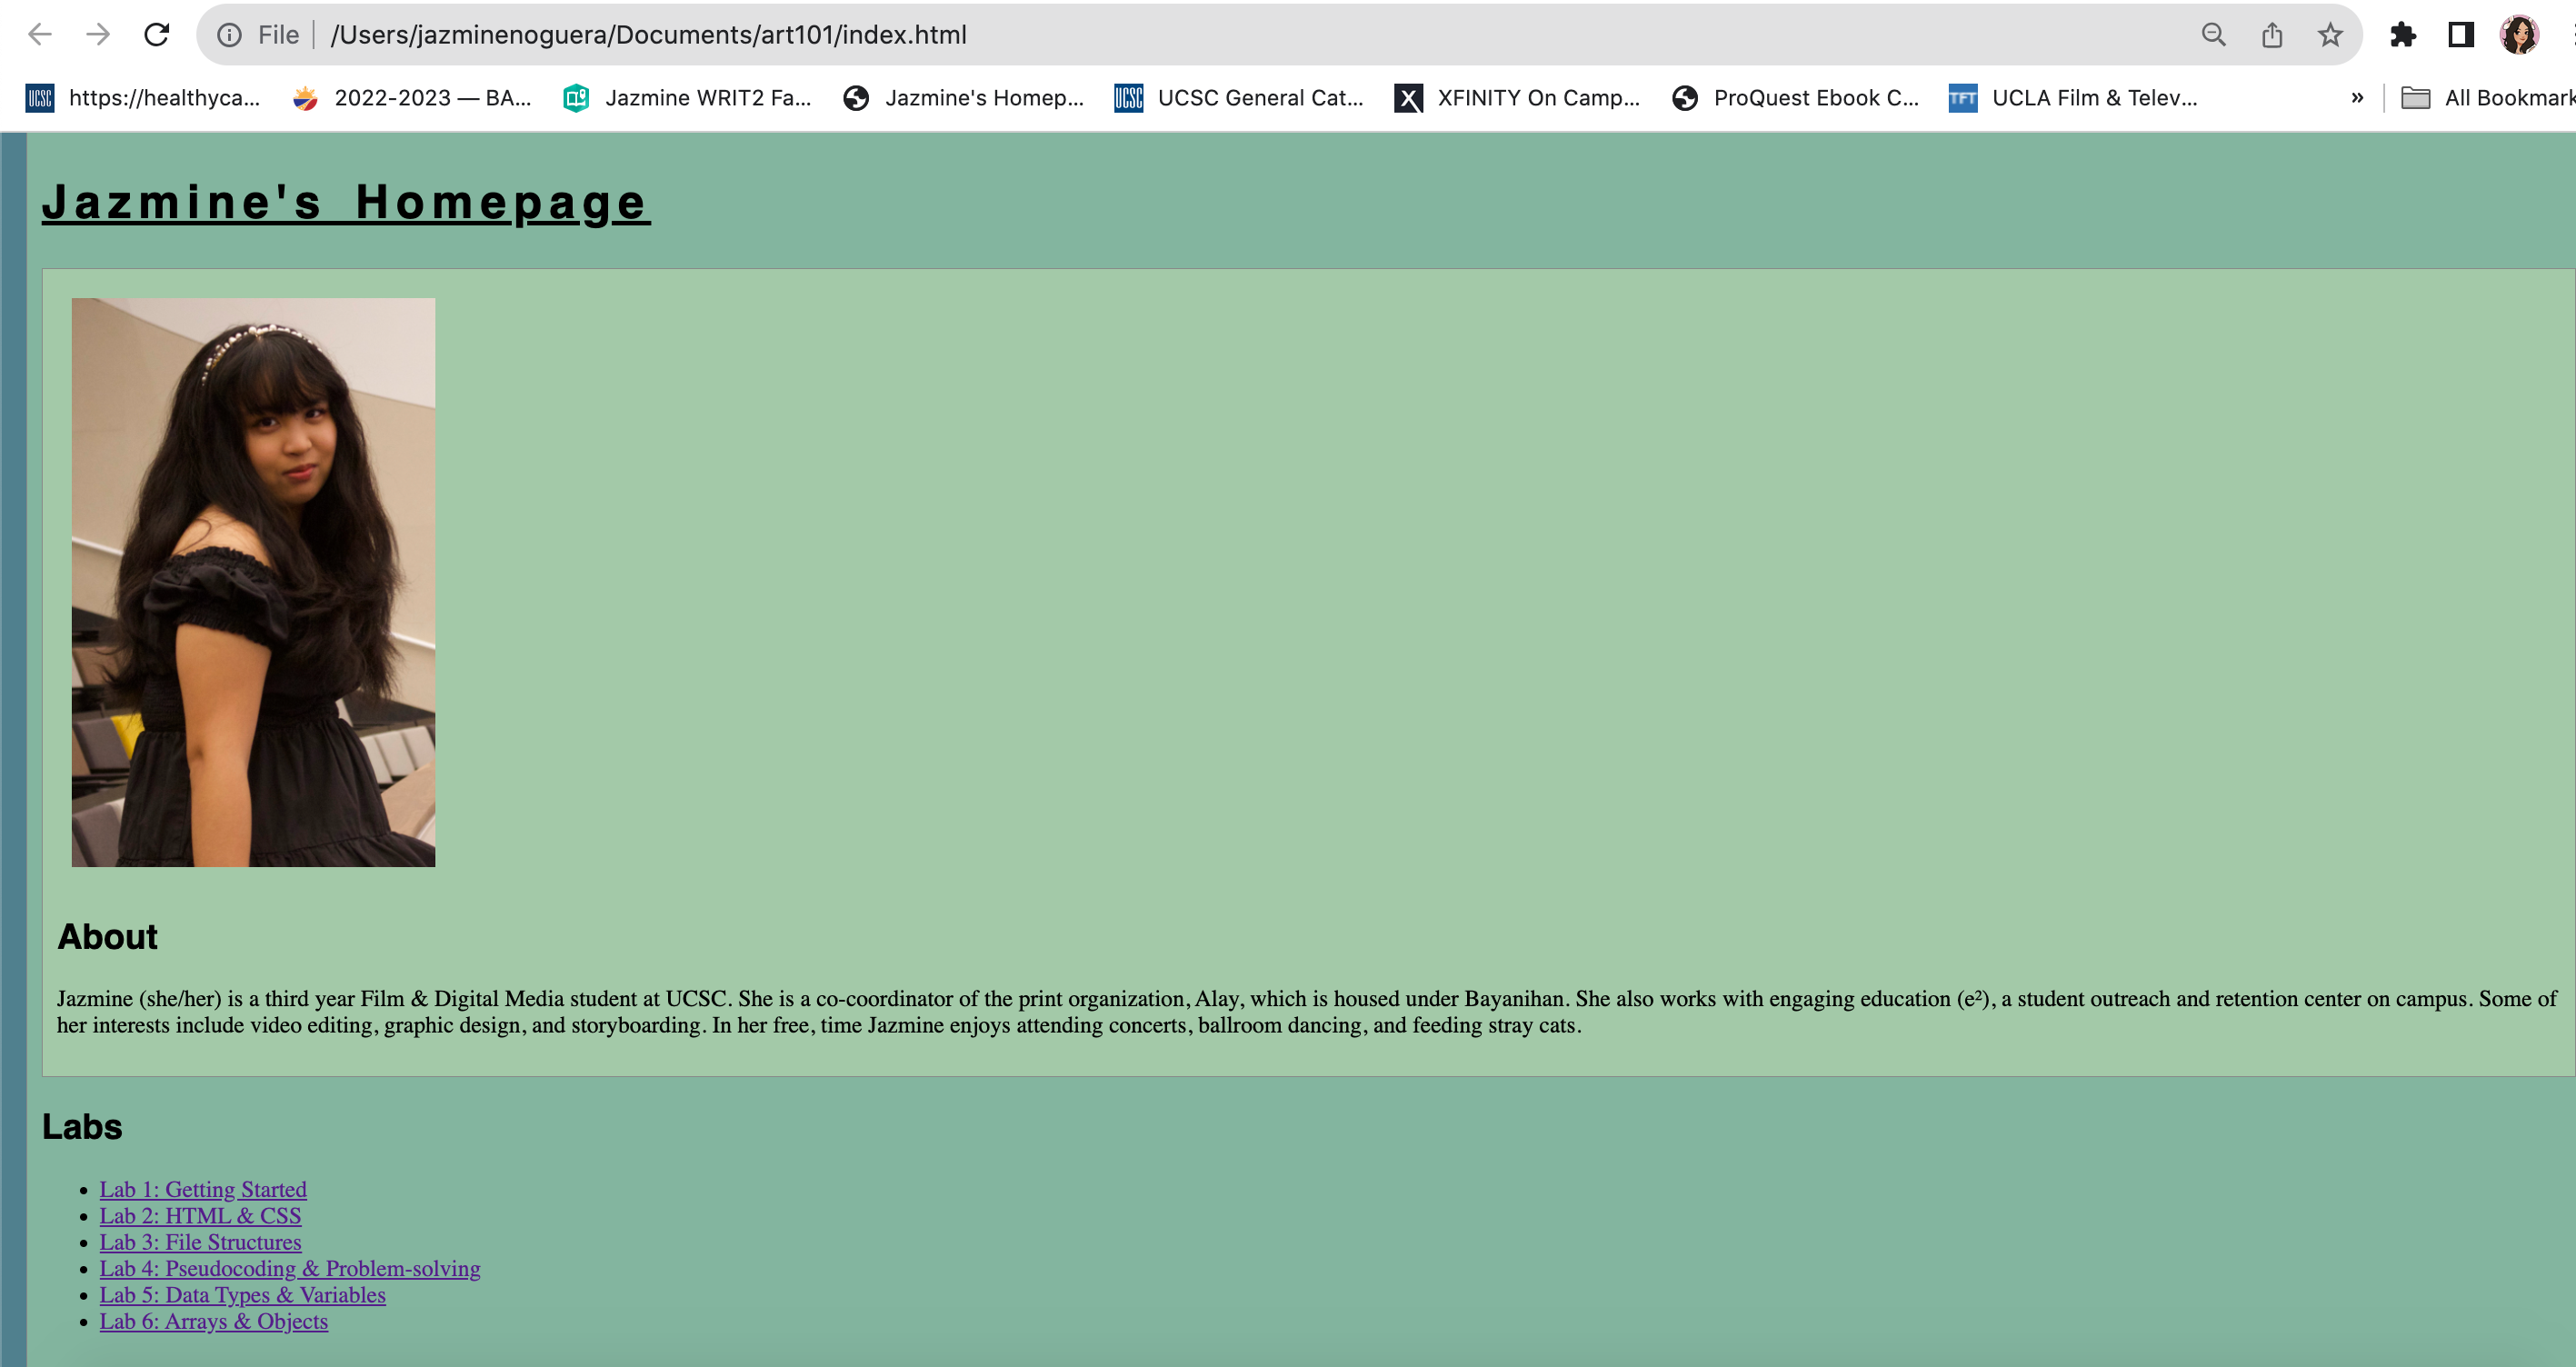 File /Users/jazminenoguera/Documents/art101/index.html
UCSC https://healthyca... 2022-2023 — BA... Jazmine WRIT2 Fa... Jazmine's Homep... UCSC UCSC General Cat... X XFINITY On Camp... ProQuest Ebook C... TFT UCLA Film & Telev... » All Bookmark
Jazmine's Homepage
About
Jazmine (she/her) is a third year Film & Digital Media student at UCSC. She is a co-coordinator of the print organization, Alay, which is housed under Bayanihan. She also works with engaging education (e²), a student outreach and retention center on campus. Some of
her interests include video editing, graphic design, and storyboarding. In her free, time Jazmine enjoys attending concerts, ballroom dancing, and feeding stray cats.
Labs
• Lab 1: Getting Started
• Lab 2: HTML & CSS
• Lab 3: File Structures
• Lab 4: Pseudocoding & Problem-solving
• Lab 5: Data Types & Variables
• Lab 6: Arrays & Objects